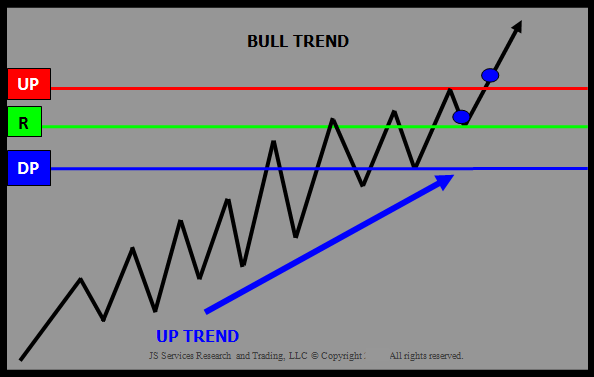 BULL TREND
UP
R
DP
UP TREND
JS Services Research and Trading, LLC © Copyright All rights reserved.